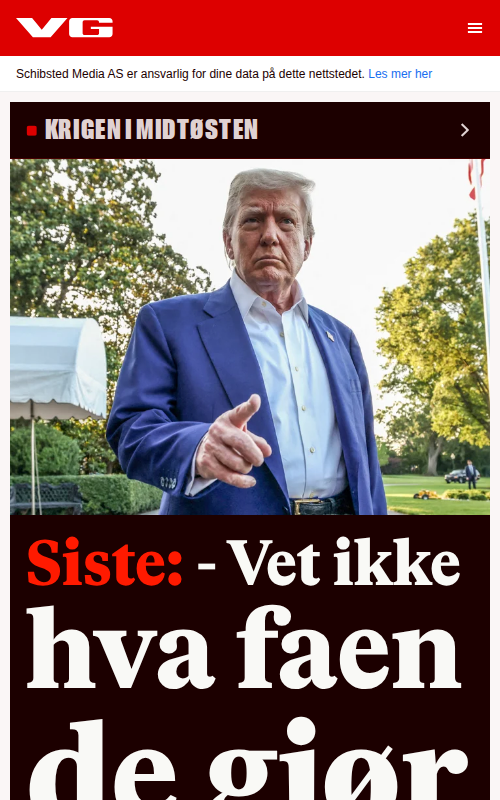 VG
Schibsted Media AS er ansvarlig for dine data på dette nettstedet. Les mer her
KRIGEN I MIDTØSTEN
Siste: - Vet ikke
hva faen
de gjør